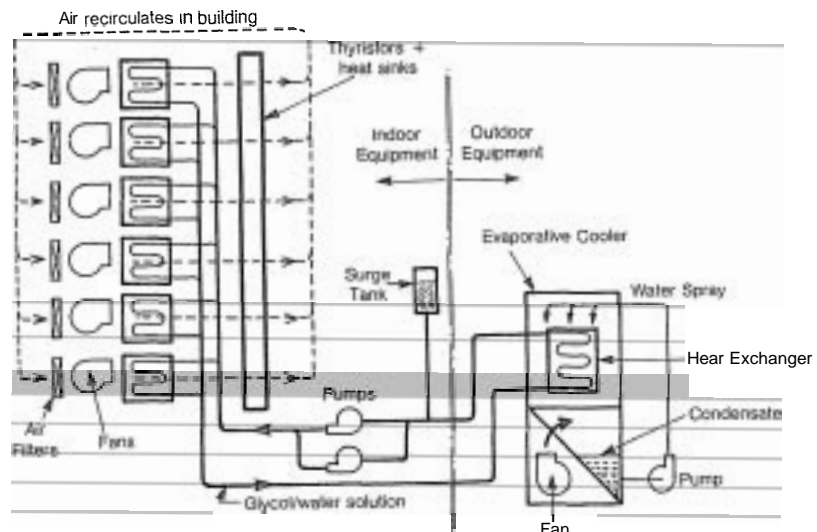 Air recirculates in building
Thyristors +
heat sinks
Indoor
Equipment
Outdoor
Equipment
Evaporative Cooler
Surge
Tank
Water Spray
Hear Exchanger
Pumps
Condensate
Air
Filters
Fans
Pump
Glycol/water solution
Fan